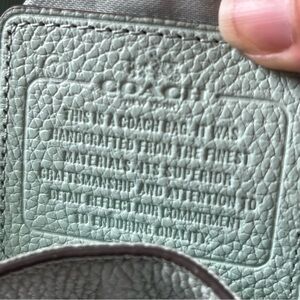 COACH
NEW YORK
THIS IS A COACH BAG. IT WAS
HANDCRAFTED FROM THE FINEST
MATERIALS. ITS SUPERIOR
CRAFTSMANSHIP AND ATTENTION TO
DETAIL REFLECT OUR COMMITMENT
TO ENDURING QUALITY.